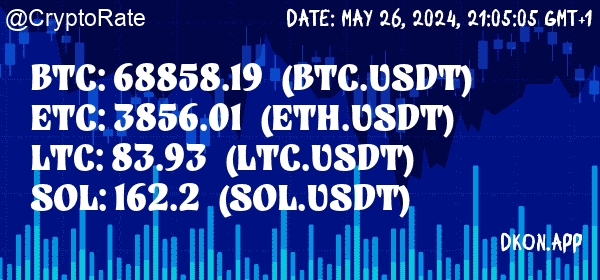 @CryptoRate
DATE: MAY 26, 2024, 21:05:05 GMT+1
BTC: 68858.19 (BTC.USDT)
ETC: 3856.01 (ETH.USDT)
LTC: 83.93 (LTC.USDT)
SOL: 162.2 (SOL.USDT)
DKON.APP